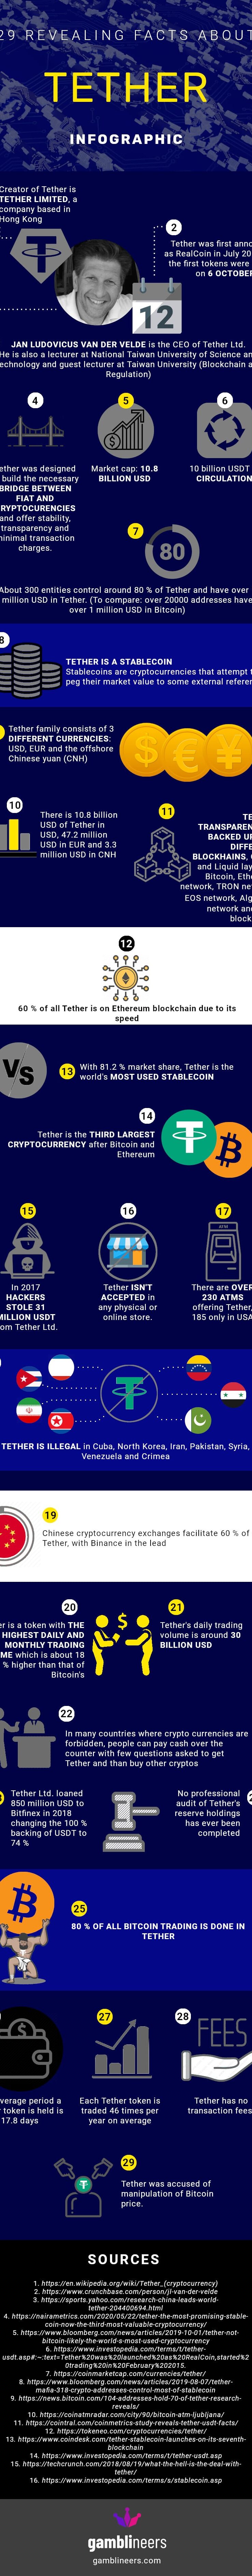 29 REVEALING FACTS ABOUT
TETHER
INFOGRAPHIC
Creator of Tether is
TETHER LIMITED, a
company based in
Hong Kong
2
Tether was first anno
as RealCoin in July 20
the first tokens were
on 6 OCTOBER
12
JAN LUDOVICUS VAN DER VELDE is the CEO of Tether Ltd.
He is also a lecturer at National Taiwan University of Science an
echnology and guest lecturer at Taiwan University (Blockchain a
Regulation)
4
ether was designed
build the necessary
BRIDGE BETWEEN
FIAT AND
RYPTOCURENCIES
and offer stability,
transparency and
minimal transaction
charges.
5
Market cap: 10.8
BILLION USD
6
10 billion USDT
CIRCULATION
7
80
About 300 entities control around 80 % of Tether and have over
million USD in Tether. (To compare: over 20000 addresses have
over 1 million USD in Bitcoin)
8
TETHER IS A STABLECOIN
Stablecoins are cryptocurrencies that attempt t
peg their market value to some external referen
Tether family consists of 3
DIFFERENT CURRENCIES:
USD, EUR and the offshore
Chinese yuan (CNH)
10
There is 10.8 billion
USD of Tether in
USD, 47.2 million
USD in EUR and 3.3
million USD in CNH
11
TE
TRANSPAREN
BACKED UP
DIFFE
BLOCKHAINS,
and Liquid lay
Bitcoin, Eth
network, TRON ne
EOS network, Alg
network an
block
12
60 % of all Tether is on Ethereum blockchain due to its
speed
VS
13
With 81.2 % market share, Tether is the
world's MOST USED STABLECOIN
14
Tether is the THIRD LARGEST
CRYPTOCURRENCY after Bitcoin and
Ethereum
15
In 2017
HACKERS
STOLE 31
MILLION USDT
om Tether Ltd.
16
Tether ISN'T
ACCEPTED in
any physical or
online store.
17
ATM
There are OVER
230 ATMS
offering Tether,
185 only in USA
TETHER IS ILLEGAL in Cuba, North Korea, Iran, Pakistan, Syria,
Venezuela and Crimea
19
Chinese cryptocurrency exchanges facilitate 60 % of
Tether, with Binance in the lead
20
er is a token with THE
HIGHEST DAILY AND
MONTHLY TRADING
ME which is about 18
% higher than that of
Bitcoin's
21
Tether's daily trading
volume is around 30
BILLION USD
22
In many countries where crypto currencies are
forbidden, people can pay cash over the
counter with few questions asked to get
Tether and than buy other cryptos
Tether Ltd. loaned
850 million USD to
Bitfinex in 2018
changing the 100 %
backing of USDT to
74 %
No professional
audit of Tether's
reserve holdings
has ever been
completed
25
80 % OF ALL BITCOIN TRADING IS DONE IN
TETHER
verage period a
token is held is
17.8 days
27
Each Tether token is
traded 46 times per
year on average
28
FEES
Tether has no
transaction fees
29
Tether was accused of
manipulation of Bitcoin
price.
SOURCES
1. https://en.wikipedia.org/wiki/Tether_(cryptocurrency)
2. https://www.crunchbase.com/person/jl-van-der-velde
3. https://sports.yahoo.com/research-china-leads-world-
tether-204400694.html
4. https://nairametrics.com/2020/05/22/tether-the-most-promising-stable-
coin-now-the-third-most-valuable-cryptocurrency/
5. https://www.bloomberg.com/news/articles/2019-10-01/tether-not-
bitcoin-likely-the-world-s-most-used-cryptocurrency
6. https://www.investopedia.com/terms/t/tether-
usdt.asp#:~:text=Tether%20was%20launched%20as%20RealCoin,started%2
0trading%20in%20February%202015.
7. https://coinmarketcap.com/currencies/tether/
8. https://www.bloomberg.com/news/articles/2019-08-07/tether-
mafia-318-crypto-addresses-control-most-of-stablecoin
9. https://news.bitcoin.com/104-addresses-hold-70-of-tether-research-
reveals/
10. https://coinatmradar.com/city/90/bitcoin-atm-ljubljana/
11. https://cointral.com/coinmetrics-study-reveals-tether-usdt-facts/
12. https://tokeneo.com/cryptocurrencies/tether/
13. https://www.coindesk.com/tether-stablecoin-launches-on-its-seventh-
blockchain
14. https://www.investopedia.com/terms/t/tether-usdt.asp
15. https://techcrunch.com/2018/08/19/what-the-hell-is-the-deal-with-
tether/
16. https://www.investopedia.com/terms/s/stablecoin.asp
gamblineers
gamblineers.com